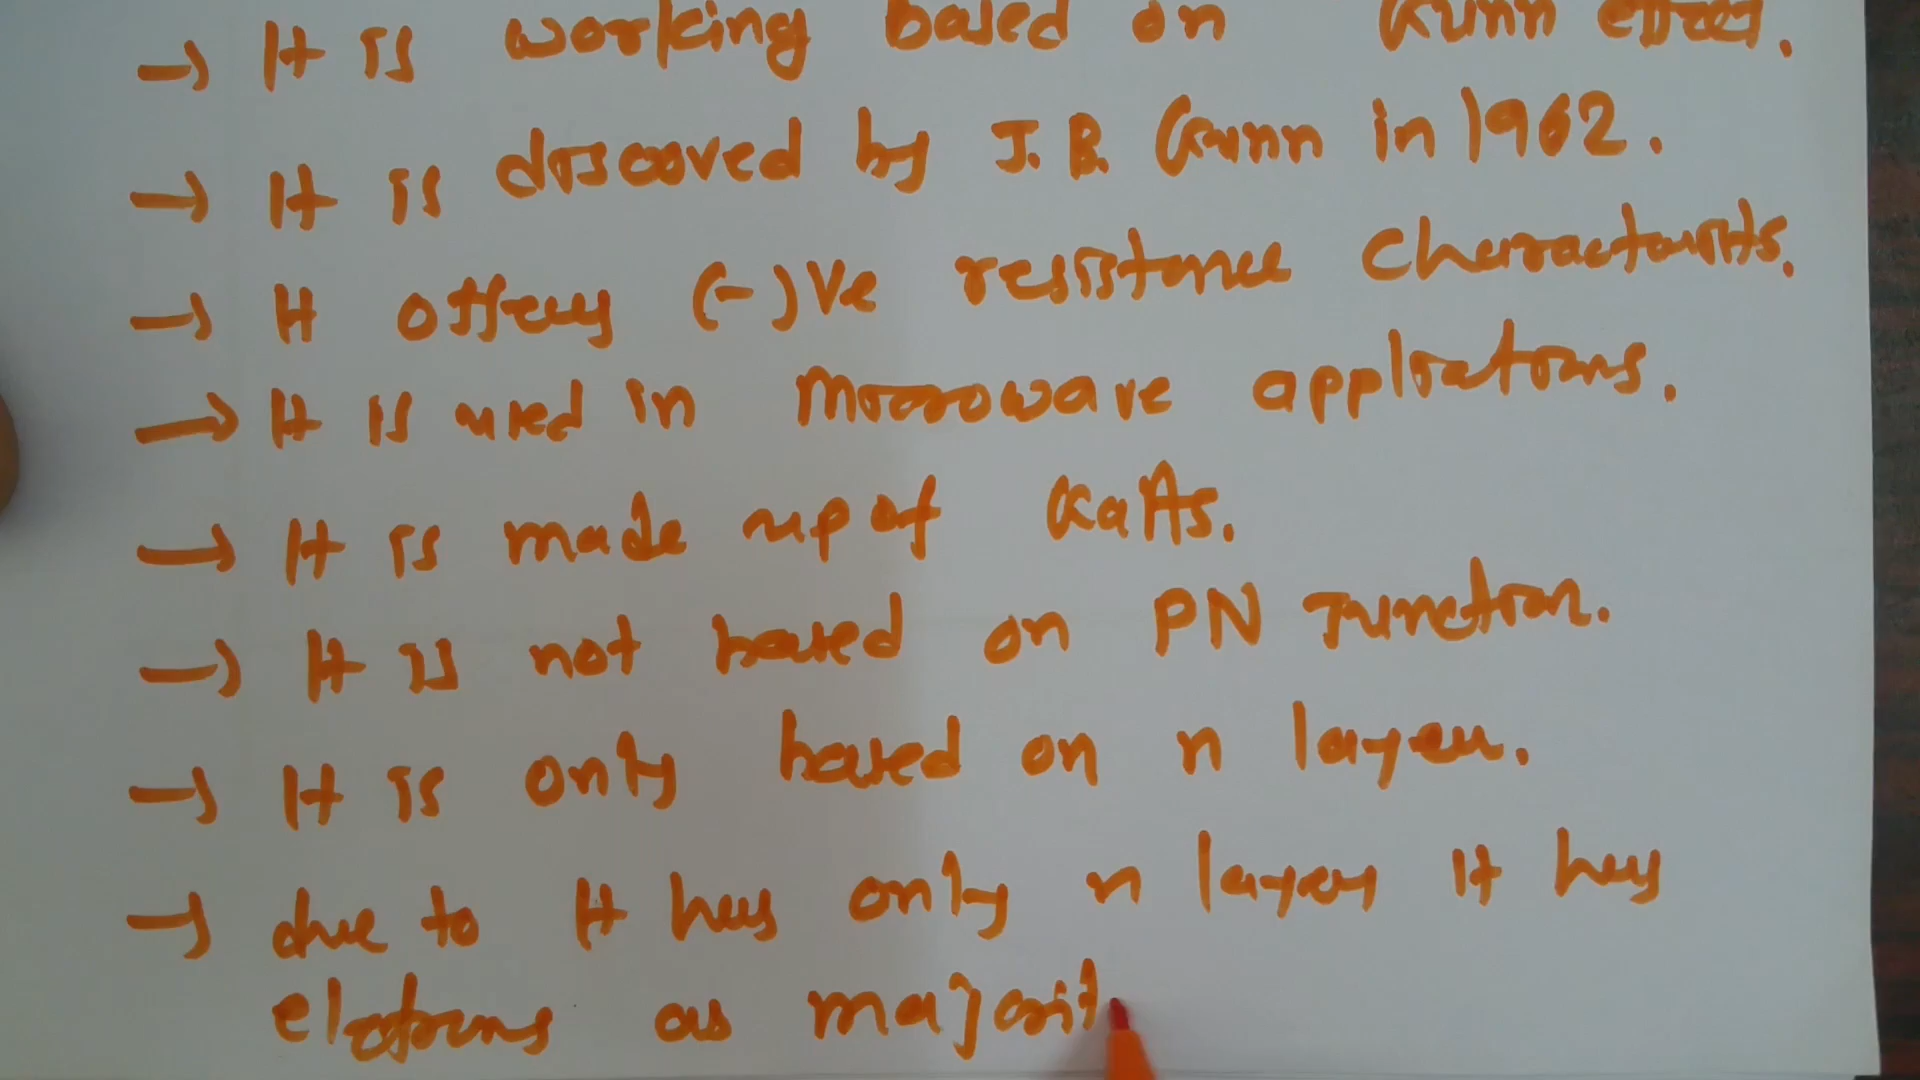 → It is working based on Gunn effect.
→ It is discoved by J.B. Gunn in 1962.
→ It offers (-)ve resistance characterists.
→ It is used in microwave applications.
→ It is made up of GaAs.
→ It is not based on PN Junction.
→ It is only based on n layer.
→ due to It has only n layer It has
elctrons as majorit